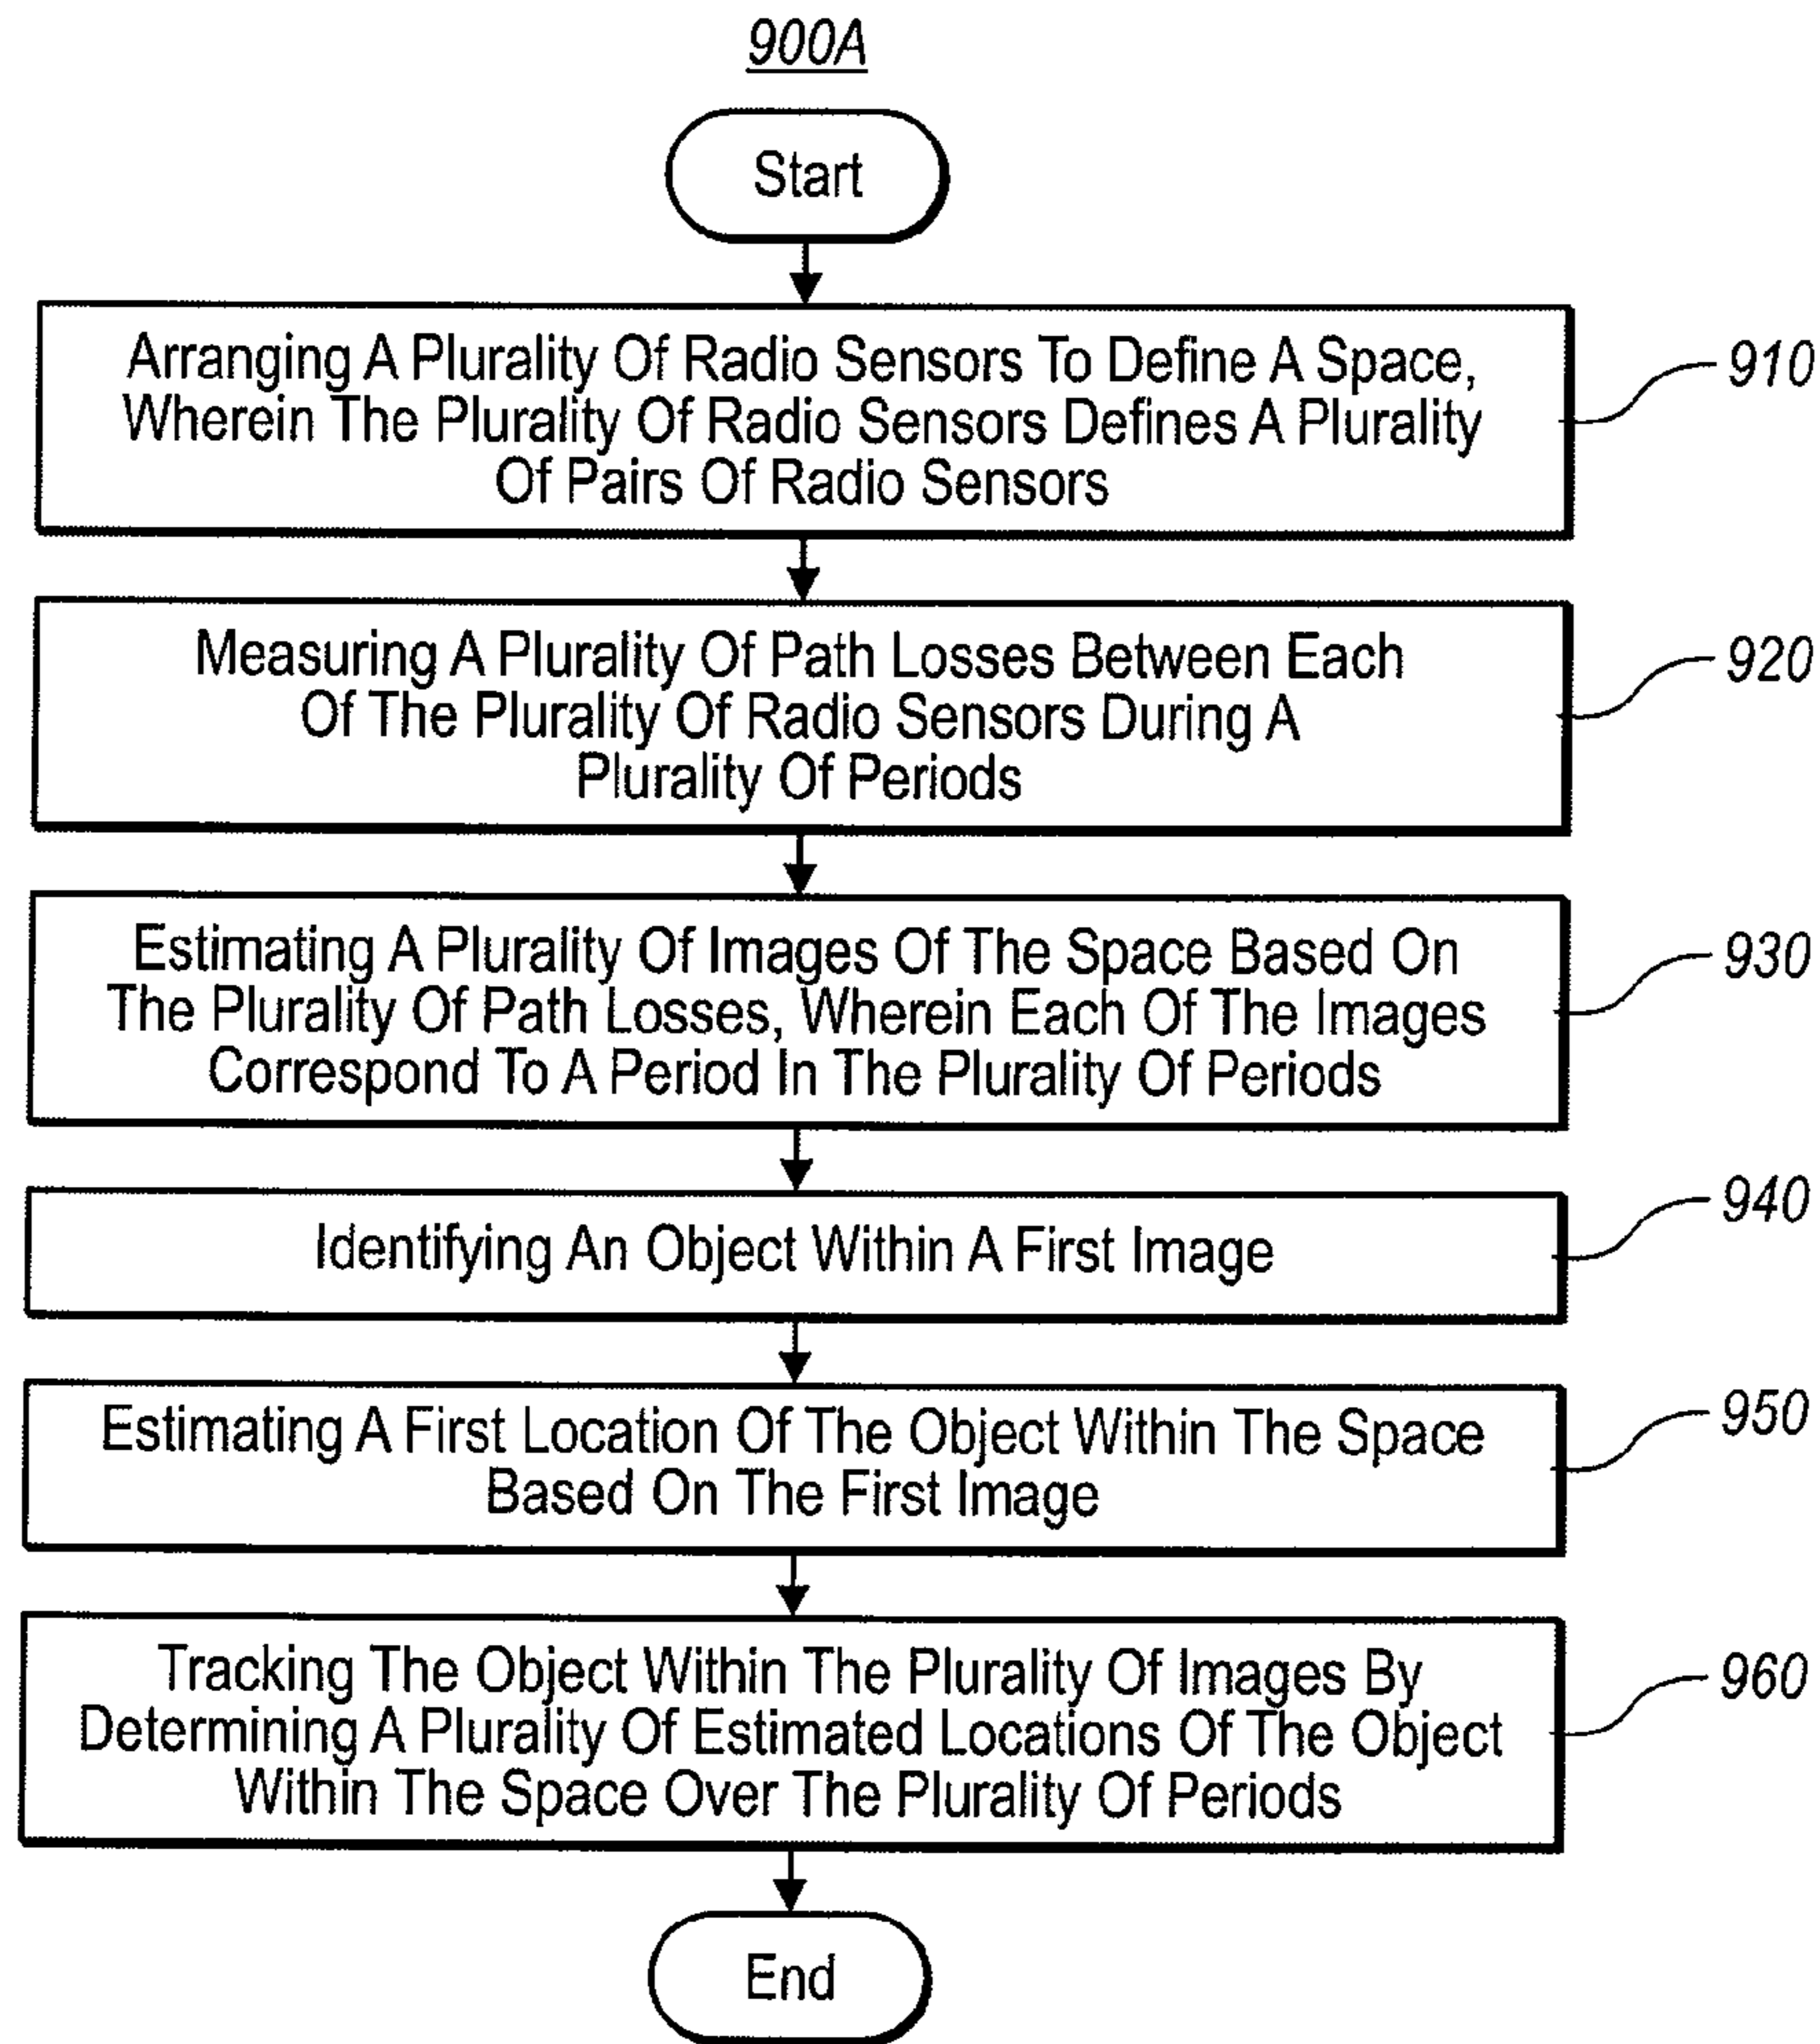 900A
Start
Arranging A Plurality Of Radio Sensors To Define A Space,
Wherein The Plurality Of Radio Sensors Defines A Plurality
Of Pairs Of Radio Sensors
910
Measuring A Plurality Of Path Losses Between Each
Of The Plurality Of Radio Sensors During A
Plurality Of Periods
920
Estimating A Plurality Of Images Of The Space Based On
The Plurality Of Path Losses, Wherein Each Of The Images
Correspond To A Period In The Plurality Of Periods
930
Identifying An Object Within A First Image
940
Estimating A First Location Of The Object Within The Space
Based On The First Image
950
Tracking The Object Within The Plurality Of Images By
Determining A Plurality Of Estimated Locations Of The Object
Within The Space Over The Plurality Of Periods
960
End